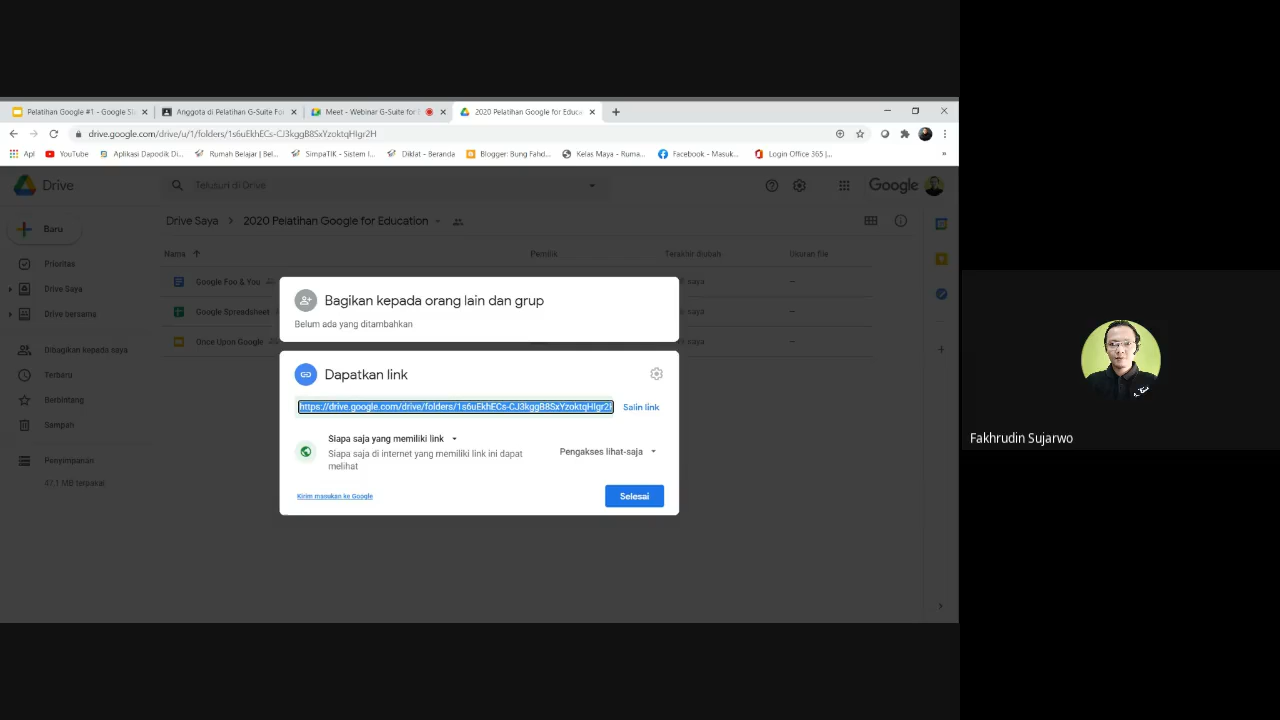 Pelatihan Google #1 - Google Sl
Anggota di Pelatihan G-Suite Fo
Meet - Webinar G-Suite for
2020 Pelatihan Google for Educa
drive.google.com/drive/u/1/folders/1s6uEkhECs-CJ3kggB8SxYzoktqHIgr2H
Apl
YouTube
Aplikasi Dapodik Di...
Rumah Belajar | Bel...
SimpaTIK - Sistem I...
Diklat - Beranda
Blogger: Bung Fahd...
Kelas Maya - Ruma...
Facebook - Masuk...
Login Office 365 |...
Drive
Telusuri di Drive
Google
Baru
Drive Saya
2020 Pelatihan Google for Education
Nama
Pemilik
Terakhir diubah
Ukuran file
Prioritas
Drive Saya
Drive bersama
Dibagikan kepada saya
Terbaru
Berbintang
Sampah
Penyimpanan
47,1 MB terpakai
Google Foo & You
saya
—
Google Spreadsheet
saya
—
Once Upon Google
saya
—
Bagikan kepada orang lain dan grup
Belum ada yang ditambahkan
Dapatkan link
https://drive.google.com/drive/folders/1s6uEkhECs-CJ3kggB8SxYzoktqHIgr2H
Salin link
Siapa saja yang memiliki link
Siapa saja di internet yang memiliki link ini dapat
melihat
Pengakses lihat-saja
Kirim masukan ke Google
Selesai
Fakhrudin Sujarwo